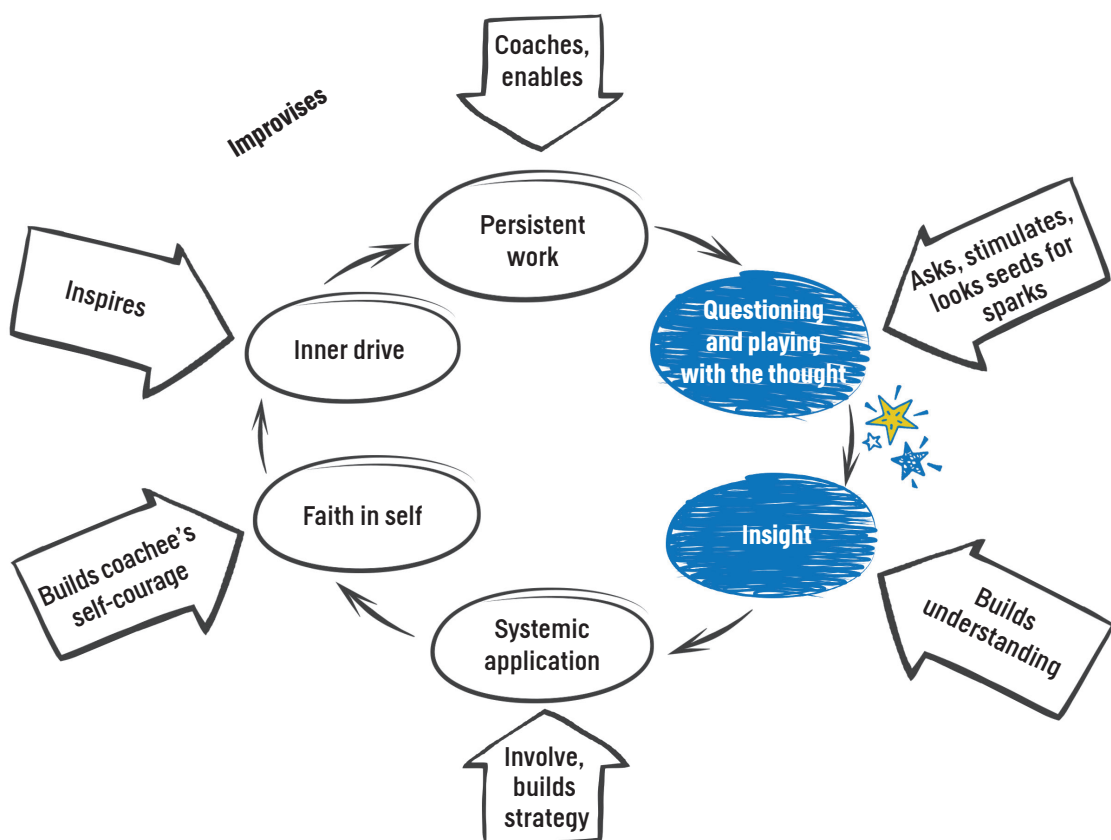 Coaches,
enables
Improvises
Persistent
work
Asks, stimulates,
looks seeds for
sparks
Inspires
Questioning
and playing
with the thought
Inner drive
Faith in self
Insight
Builds coachee's
self-courage
Builds
understanding
Systemic
application
Involve,
builds
strategy